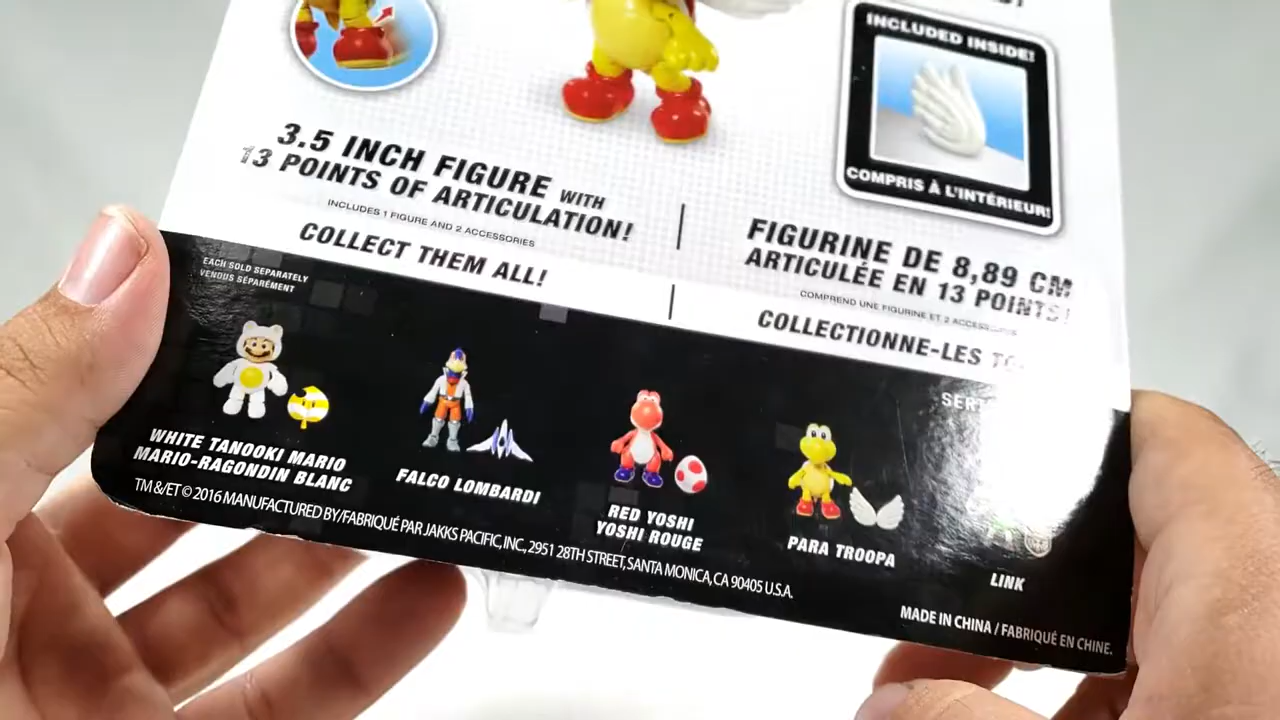 INCLUDED INSIDE!
COMPRIS À L'INTÉRIEUR!
3.5 INCH FIGURE WITH
13 POINTS OF ARTICULATION!
INCLUDES 1 FIGURE AND 2 ACCESSORIES
COLLECT THEM ALL!
FIGURINE DE 8,89 CM
ARTICULÉE EN 13 POINTS!
COMPREND UNE FIGURINE ET 2 ACCESSOIRES
COLLECTIONNE-LES
EACH SOLD SEPARATELY
VENDUS SÉPARÉMENT
WHITE TANOOKI MARIO
MARIO-RAGONDIN BLANC
FALCO LOMBARDI
RED YOSHI
YOSHI ROUGE
PARA TROOPA
LINK
TM &/ET © 2016 MANUFACTURED BY/FABRIQUÉ PAR JAKKS PACIFIC, INC, 2951 28TH STREET, SANTA MONICA, CA 90405 U.S.A.
MADE IN CHINA / FABRIQUÉ EN CHINE.